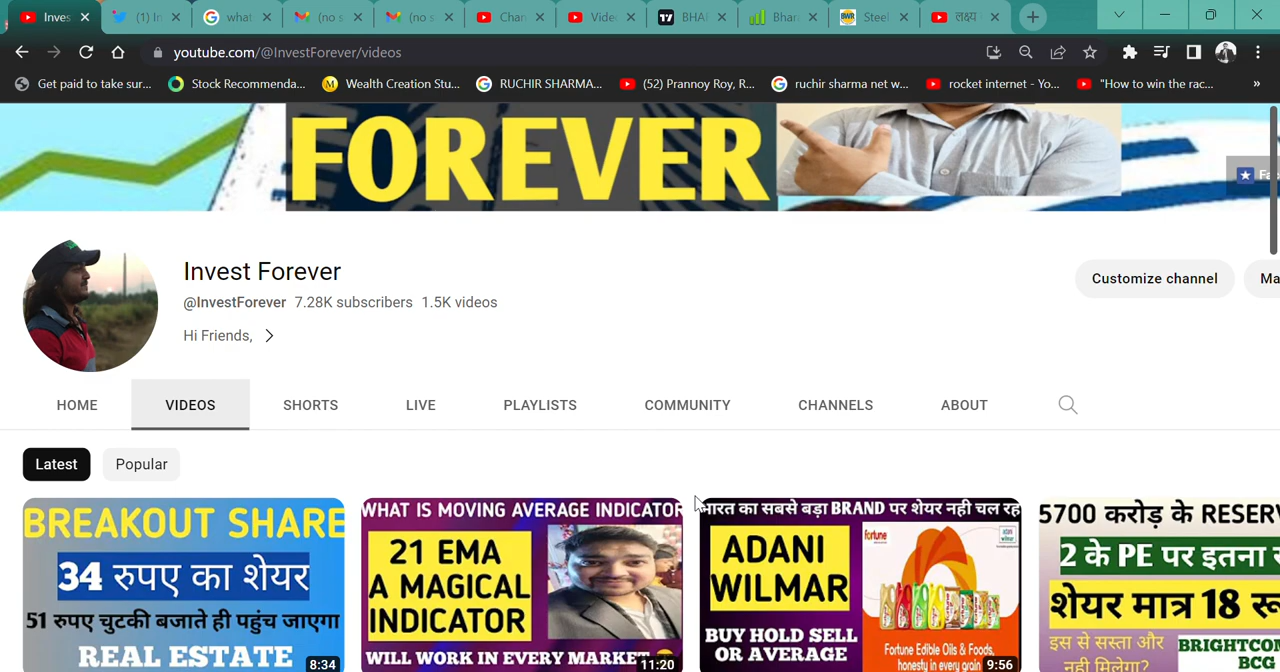 Inves
(1) In
what
(no s
(no s
Chan
Vide
BHAR
Bhara
Steel
लक्ष्य
youtube.com/@InvestForever/videos
Get paid to take sur...
Stock Recommenda...
Wealth Creation Stu...
RUCHIR SHARMA...
(52) Prannoy Roy, R...
ruchir sharma net w...
rocket internet - Yo...
"How to win the rac...
»
FOREVER
Fa
Invest Forever
@InvestForever 7.28K subscribers 1.5K videos
Hi Friends,
Customize channel
Ma
HOME
VIDEOS
SHORTS
LIVE
PLAYLISTS
COMMUNITY
CHANNELS
ABOUT
Latest
Popular
BREAKOUT SHARE
34 रुपए का शेयर
51 रुपए चुटकी बजाते ही पहुंच जाएगा
REAL ESTATE
8:34
WHAT IS MOVING AVERAGE INDICATOR
21 EMA
A MAGICAL
INDICATOR
WILL WORK IN EVERY MARKET
11:20
भारत का सबसे बड़ा BRAND पर शेयर नही चल रह
ADANI
WILMAR
BUY HOLD SELL
OR AVERAGE
fortune
adani
wilmar
Fortune Edible Oils & Foods,
honesty in every grain
9:56
5700 करोड़ के RESERV
2 के PE पर इतना
शेयर मात्र 18 रू
इस से सस्ता और
नही मिलेगा?
BRIGHTCOM
BCG